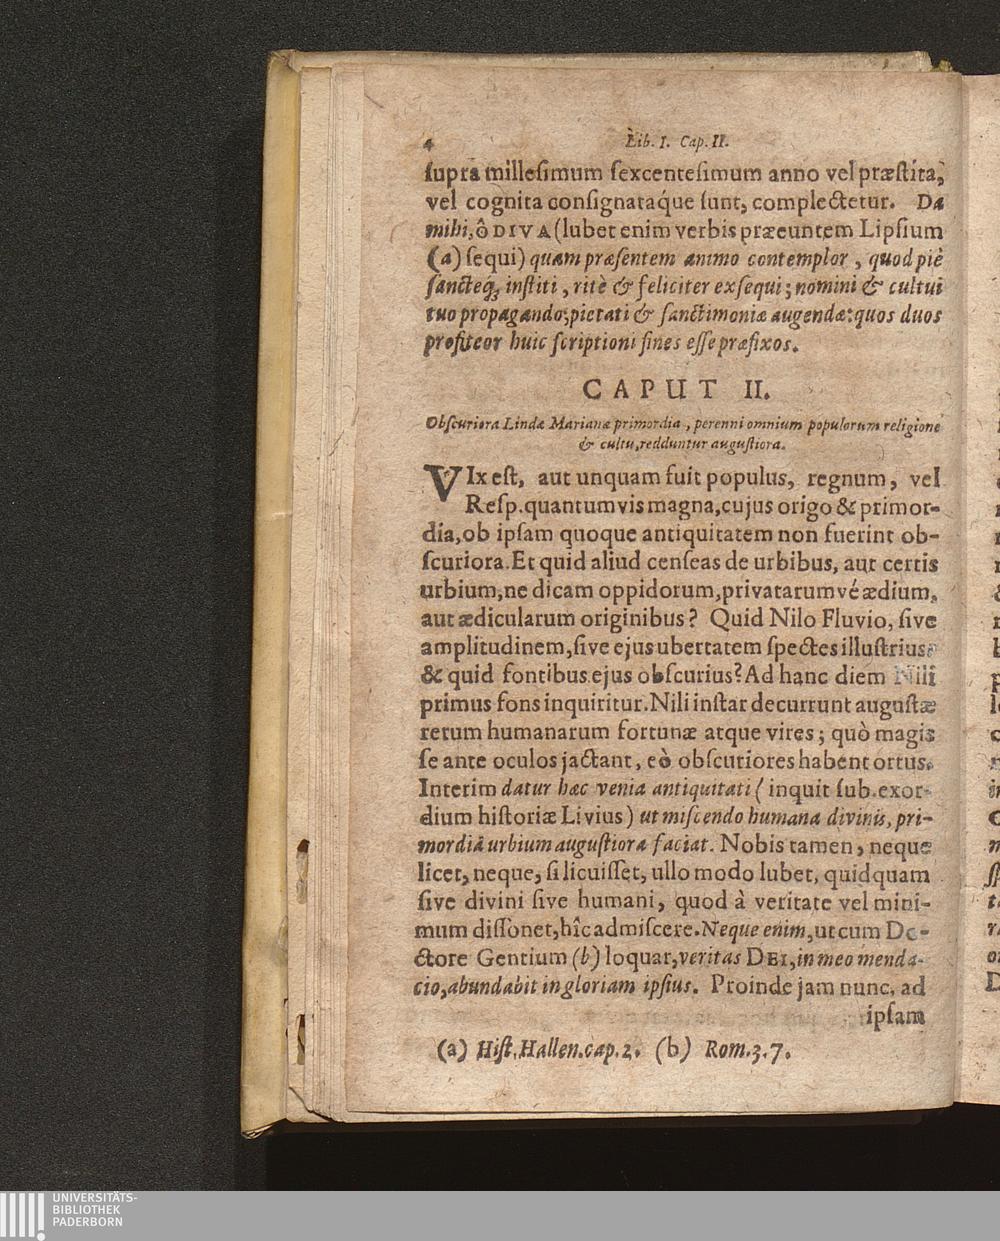 4 Lib. I. Cap. II.
supra millesimum sexcentesimum anno vel præstita,
vel cognita consignataq́ue sunt, complectetur. Da
mihi, ô DIVA (lubet enim verbis præeuntem Lipsium
(a) sequi) quam præsentem animo contemplor, quod piè
sancteq; institi, ritè & feliciter exsequi; nomini & cultui
tuo propagando; pietati & sanctimoniæ augendæ: quos duos
profiteor huic scriptioni fines esse præfixos.
CAPUT II.
Obscuriora Lindæ Marianæ primordia, perenni omnium populorum religione
& cultu, redduntur augustiora.
VIx est, aut unquam fuit populus, regnum, vel
Resp. quantumvis magna, cujus origo & primor-
dia, ob ipsam quoque antiquitatem non fuerint ob-
scuriora. Et quid aliud censeas de urbibus, aut certis
urbium, ne dicam oppidorum, privatarumvé ædium,
aut ædicularum originibus? Quid Nilo Fluvio, sive
amplitudinem, sive ejus ubertatem spectes illustrius?
& quid fontibus ejus obscurius? Ad hanc diem Nili
primus fons inquiritur. Nili instar decurrunt augustæ
rerum humanarum fortunæ atque vires; quò magis
se ante oculos jactant, eò obscuriores habent ortus.
Interim datur hæc venia antiquitati (inquit sub exor-
dium historiæ Livius) ut miscendo humana divinis, pri-
mordia urbium augustiora faciat. Nobis tamen, neque
licet, neque, si licuisset, ullo modo lubet, quidquam
sive divini sive humani, quod à veritate vel mini-
mum dissonet, hîc admiscere. Neque enim, ut cum Do-
ctore Gentium (b) loquar, veritas DEI, in meo menda-
cio, abundabit in gloriam ipsius. Proinde jam nunc, ad
ipsam
(a) Hist. Hallen. cap. 2. (b) Rom. 3. 7.
UNIVERSITÄTS-
BIBLIOTHEK
PADERBORN